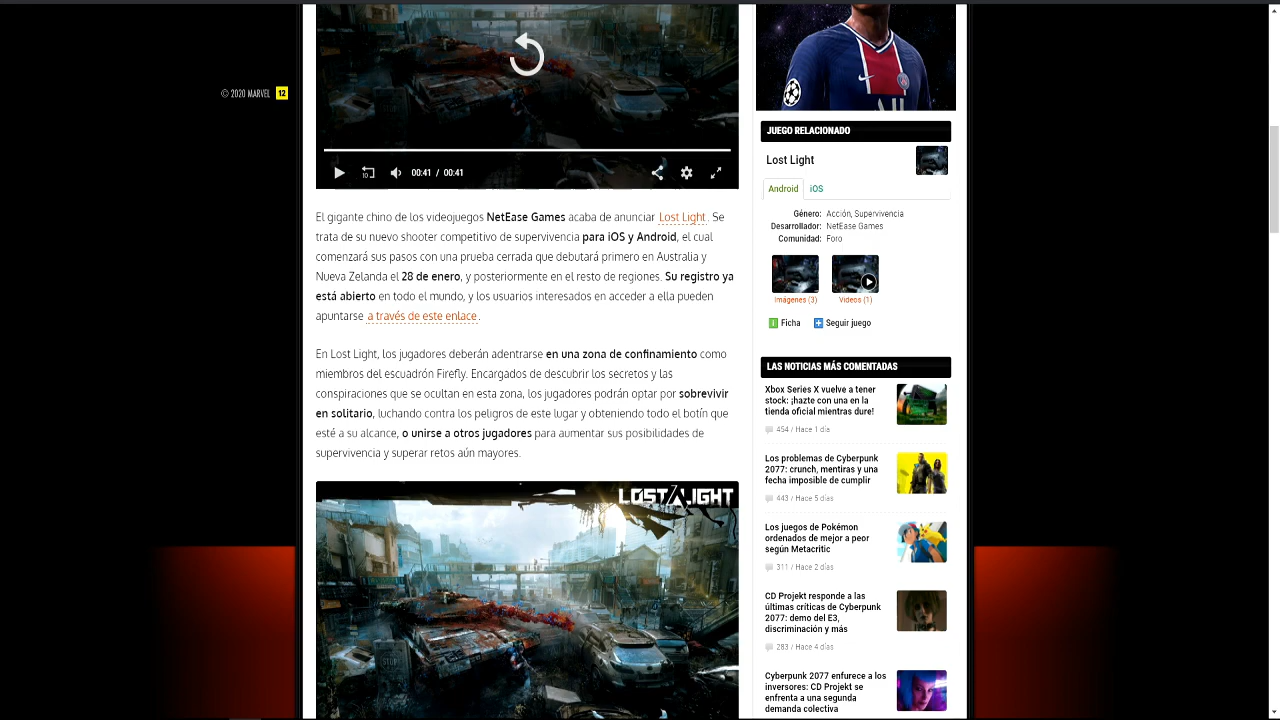 © 2020 MARVEL 12
10
00:41 / 00:41
El gigante chino de los videojuegos NetEase Games acaba de anunciar Lost Light. Se
trata de su nuevo shooter competitivo de supervivencia para iOS y Android, el cual
comenzará sus pasos con una prueba cerrada que debutará primero en Australia y
Nueva Zelanda el 28 de enero, y posteriormente en el resto de regiones. Su registro ya
está abierto en todo el mundo, y los usuarios interesados en acceder a ella pueden
apuntarse a través de este enlace.
En Lost Light, los jugadores deberán adentrarse en una zona de confinamiento como
miembros del escuadrón Firefly. Encargados de descubrir los secretos y las
conspiraciones que se ocultan en esta zona, los jugadores podrán optar por sobrevivir
en solitario, luchando contra los peligros de este lugar y obteniendo todo el botín que
esté a su alcance, o unirse a otros jugadores para aumentar sus posibilidades de
supervivencia y superar retos aún mayores.
LOST LIGHT
STOP
JUEGO RELACIONADO
Lost Light
Android iOS
Género: Acción, Supervivencia
Desarrollador: NetEase Games
Comunidad: Foro
Imágenes (3) Videos (1)
Ficha Seguir juego
LAS NOTICIAS MÁS COMENTADAS
Xbox Series X vuelve a tener
stock: ¡hazte con una en la
tienda oficial mientras dure!
454 / Hace 1 día
Los problemas de Cyberpunk
2077: crunch, mentiras y una
fecha imposible de cumplir
443 / Hace 5 días
Los juegos de Pokémon
ordenados de mejor a peor
según Metacritic
311 / Hace 2 días
CD Projekt responde a las
últimas críticas de Cyberpunk
2077: demo del E3,
discriminación y más
283 / Hace 4 días
Cyberpunk 2077 enfurece a los
inversores: CD Projekt se
enfrenta a una segunda
demanda colectiva